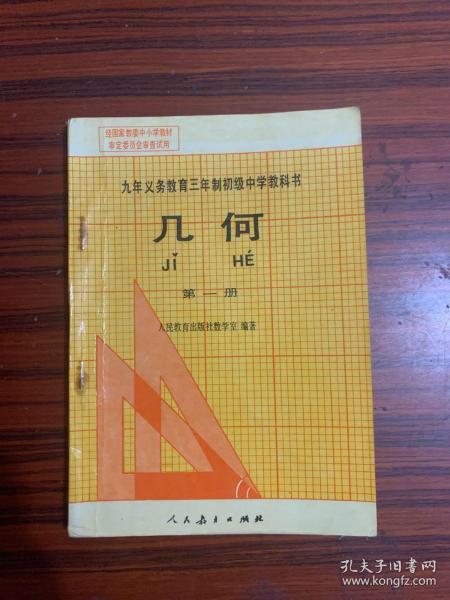 经国家教委中小学教材
审定委员会审查试用
九年义务教育三年制初级中学教科书
几何
JǏ HÉ
第一册
人民教育出版社数学室 编著
人民教育出版社
孔夫子旧书网
www.kongfz.com